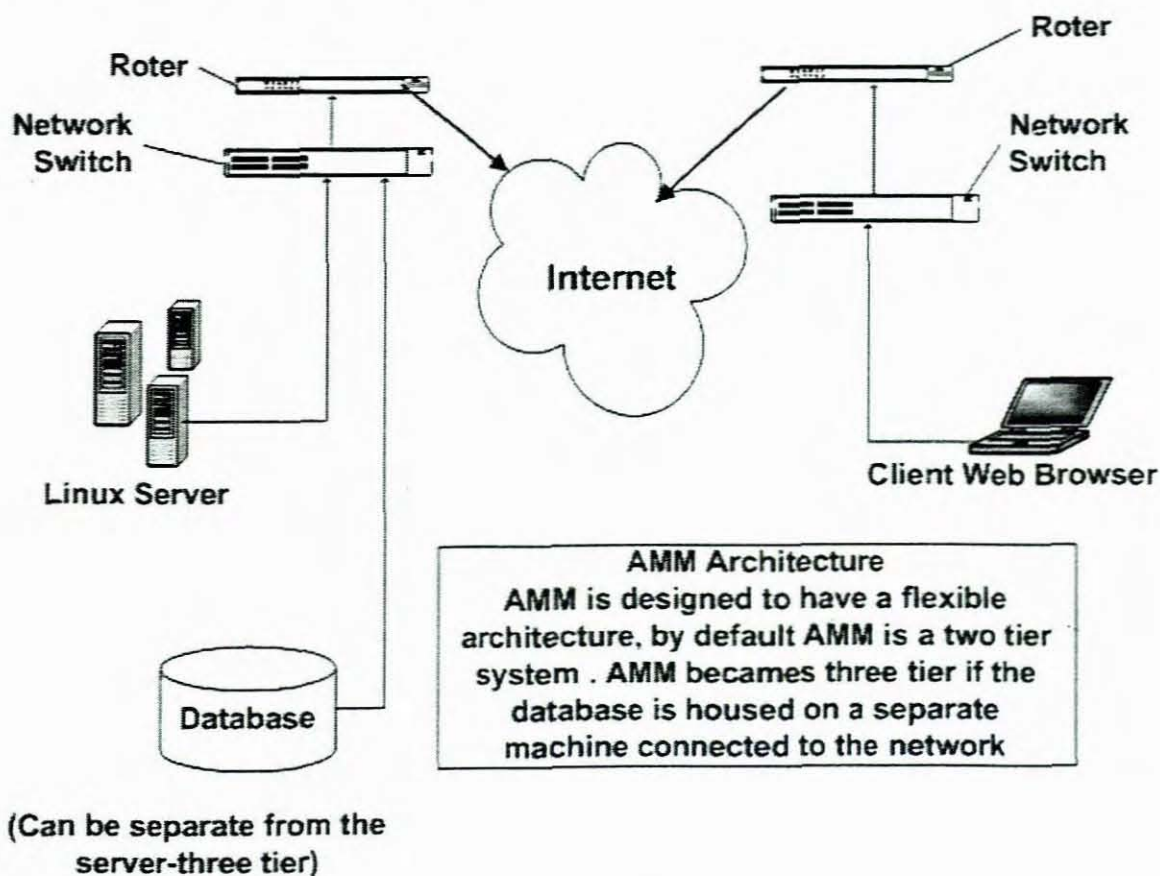 Roter
Roter
Network
Switch
Network
Switch
Internet
Linux Server
Client Web Browser
AMM Architecture
AMM is designed to have a flexible
architecture, by default AMM is a two tier
system . AMM becames three tier if the
database is housed on a separate
machine connected to the network
Database
(Can be separate from the
server-three tier)